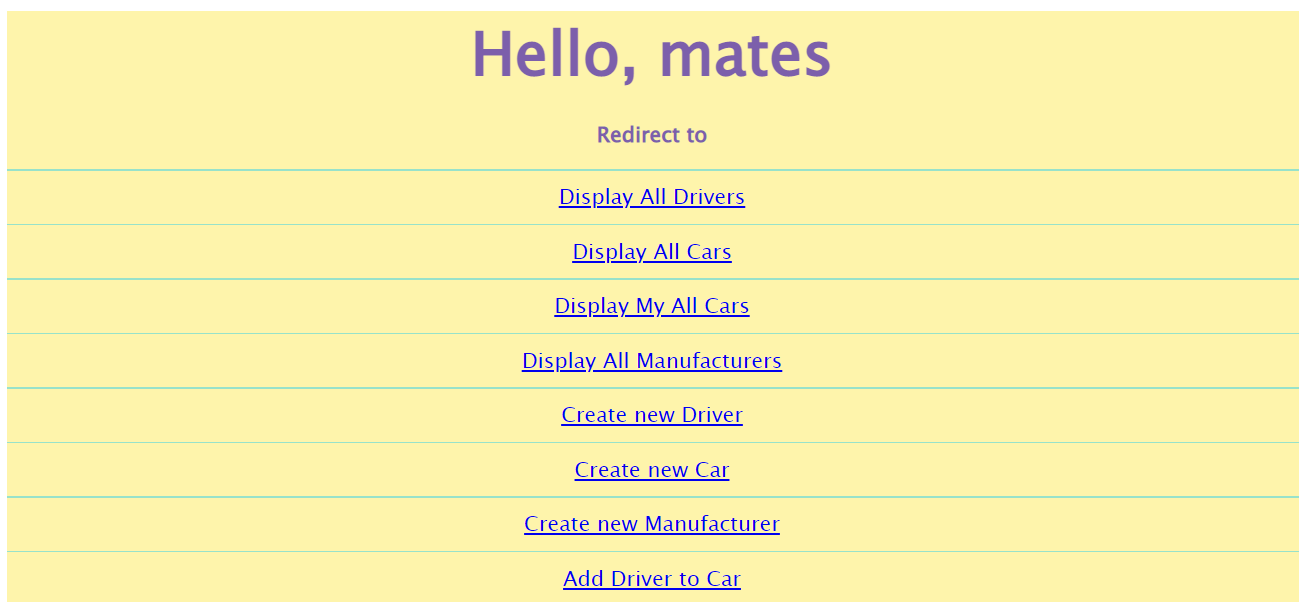 Hello, mates
Redirect to
Display All Drivers
Display All Cars
Display My All Cars
Display All Manufacturers
Create new Driver
Create new Car
Create new Manufacturer
Add Driver to Car